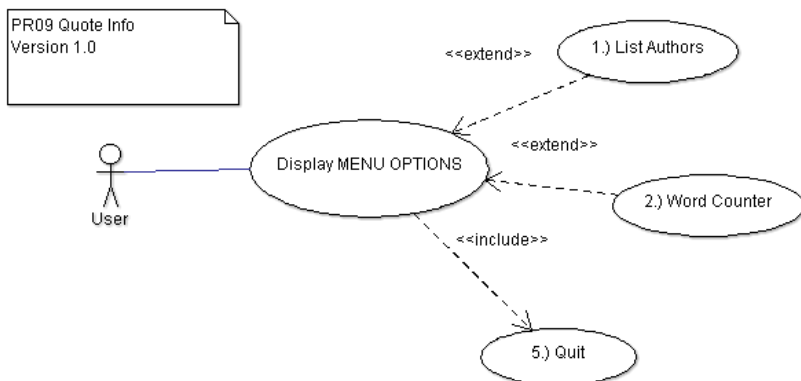 PR09 Quote Info
Version 1.0
<<extend>>
1.) List Authors
<<extend>>
Display MENU OPTIONS
2.) Word Counter
User
<<include>>
5.) Quit